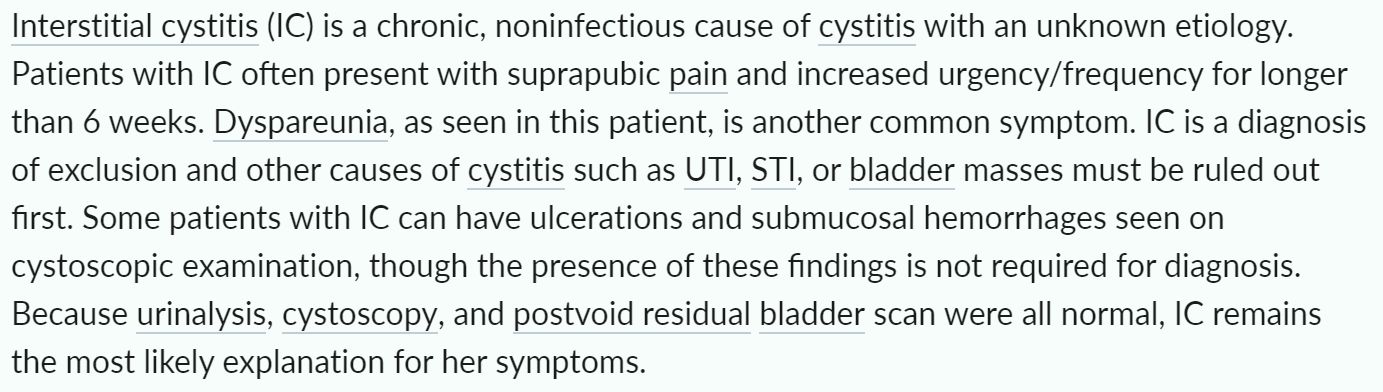 Interstitial cystitis (IC) is a chronic, noninfectious cause of cystitis with an unknown etiology.
Patients with IC often present with suprapubic pain and increased urgency/frequency for longer
than 6 weeks. Dyspareunia, as seen in this patient, is another common symptom. IC is a diagnosis
of exclusion and other causes of cystitis such as UTI, STI, or bladder masses must be ruled out
first. Some patients with IC can have ulcerations and submucosal hemorrhages seen on
cystoscopic examination, though the presence of these findings is not required for diagnosis.
Because urinalysis, cystoscopy, and postvoid residual bladder scan were all normal, IC remains
the most likely explanation for her symptoms.